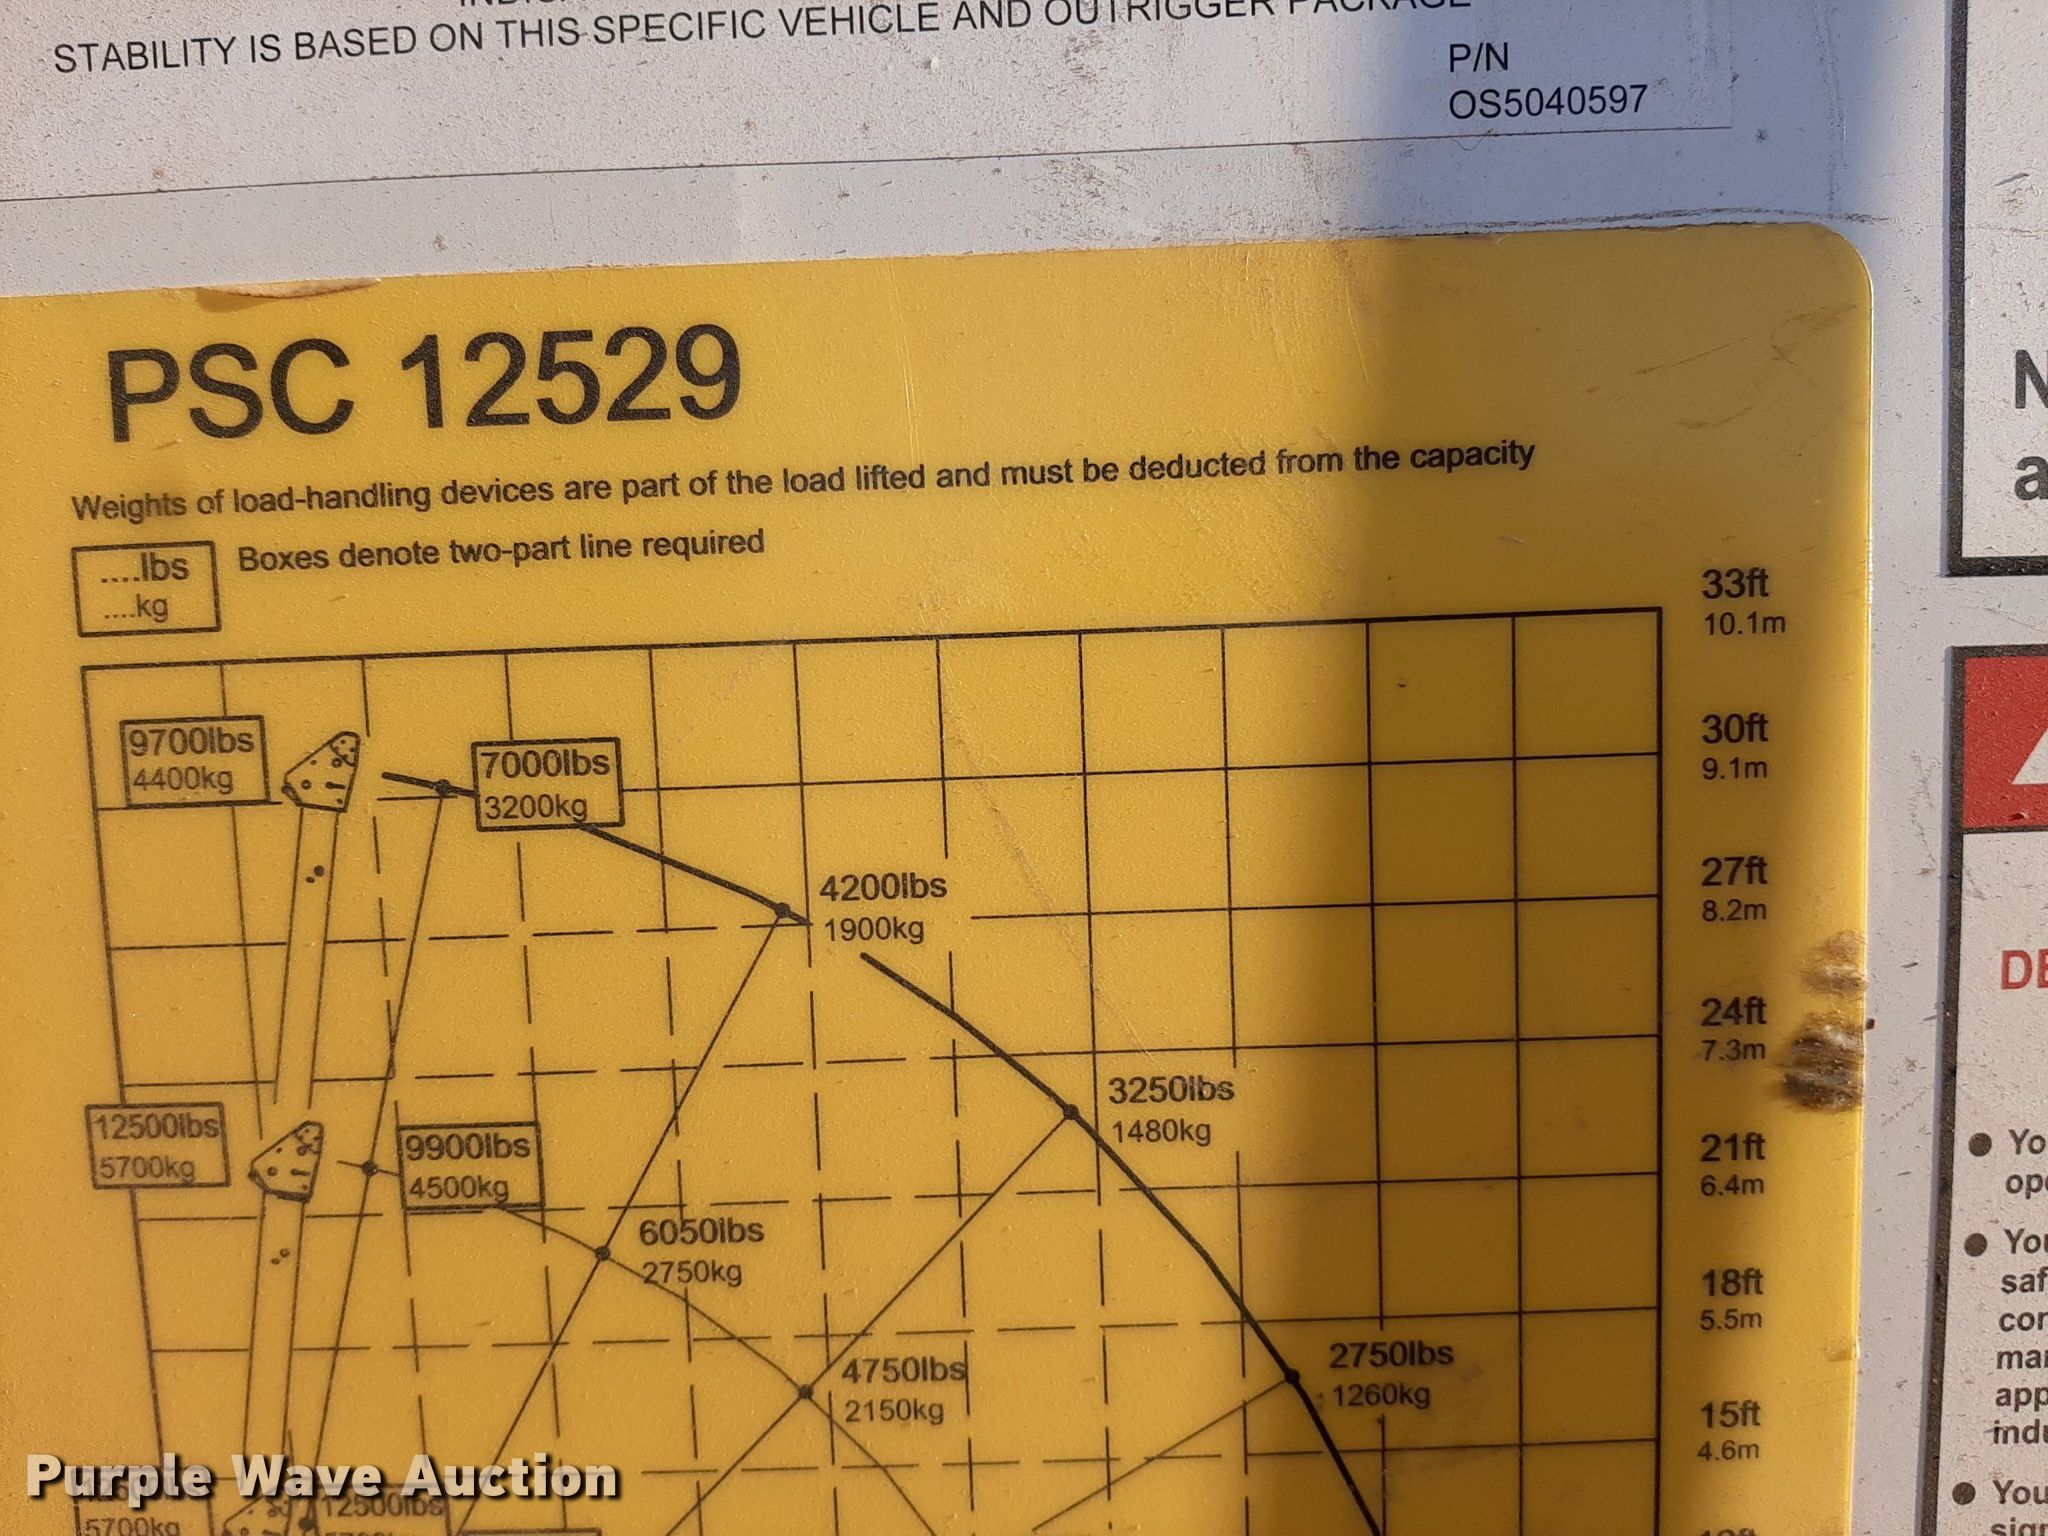 STABILITY IS BASED ON THIS SPECIFIC VEHICLE AND OUTRIGGER PACKAGE
P/N
OS5040597
PSC 12529
Weights of load-handling devices are part of the load lifted and must be deducted from the capacity
....lbs
....kg
Boxes denote two-part line required
33ft
10.1m
9700lbs
4400kg
7000lbs
3200kg
30ft
9.1m
4200lbs
1900kg
27ft
8.2m
24ft
7.3m
12500lbs
5700kg
9900lbs
4500kg
3250lbs
1480kg
21ft
6.4m
6050lbs
2750kg
18ft
5.5m
4750lbs
2150kg
2750lbs
1260kg
15ft
4.6m
12500lbs
5700kg
Purple Wave Auction